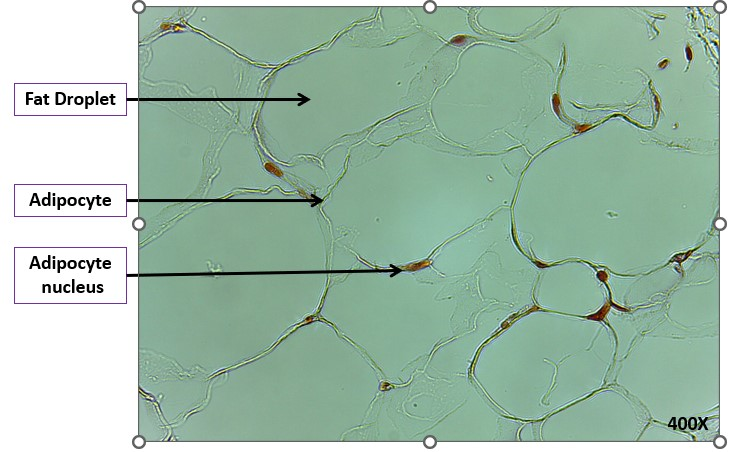 Fat Droplet
Adipocyte
Adipocyte
nucleus
400X